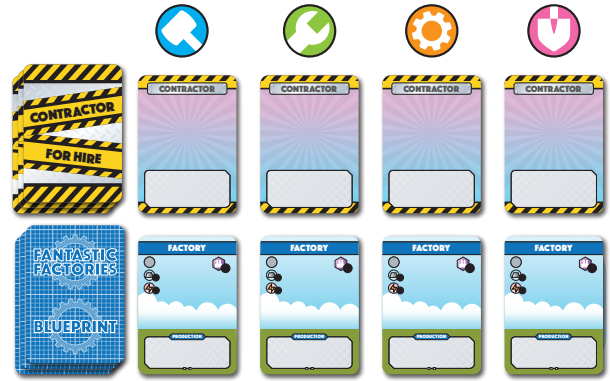 CONTRACTOR
FOR HIRE
CONTRACTOR
CONTRACTOR
CONTRACTOR
CONTRACTOR
FANTASTIC
FACTORIES
BLUEPRINT
FACTORY
PRODUCTION
FACTORY
PRODUCTION
FACTORY
PRODUCTION
FACTORY
PRODUCTION